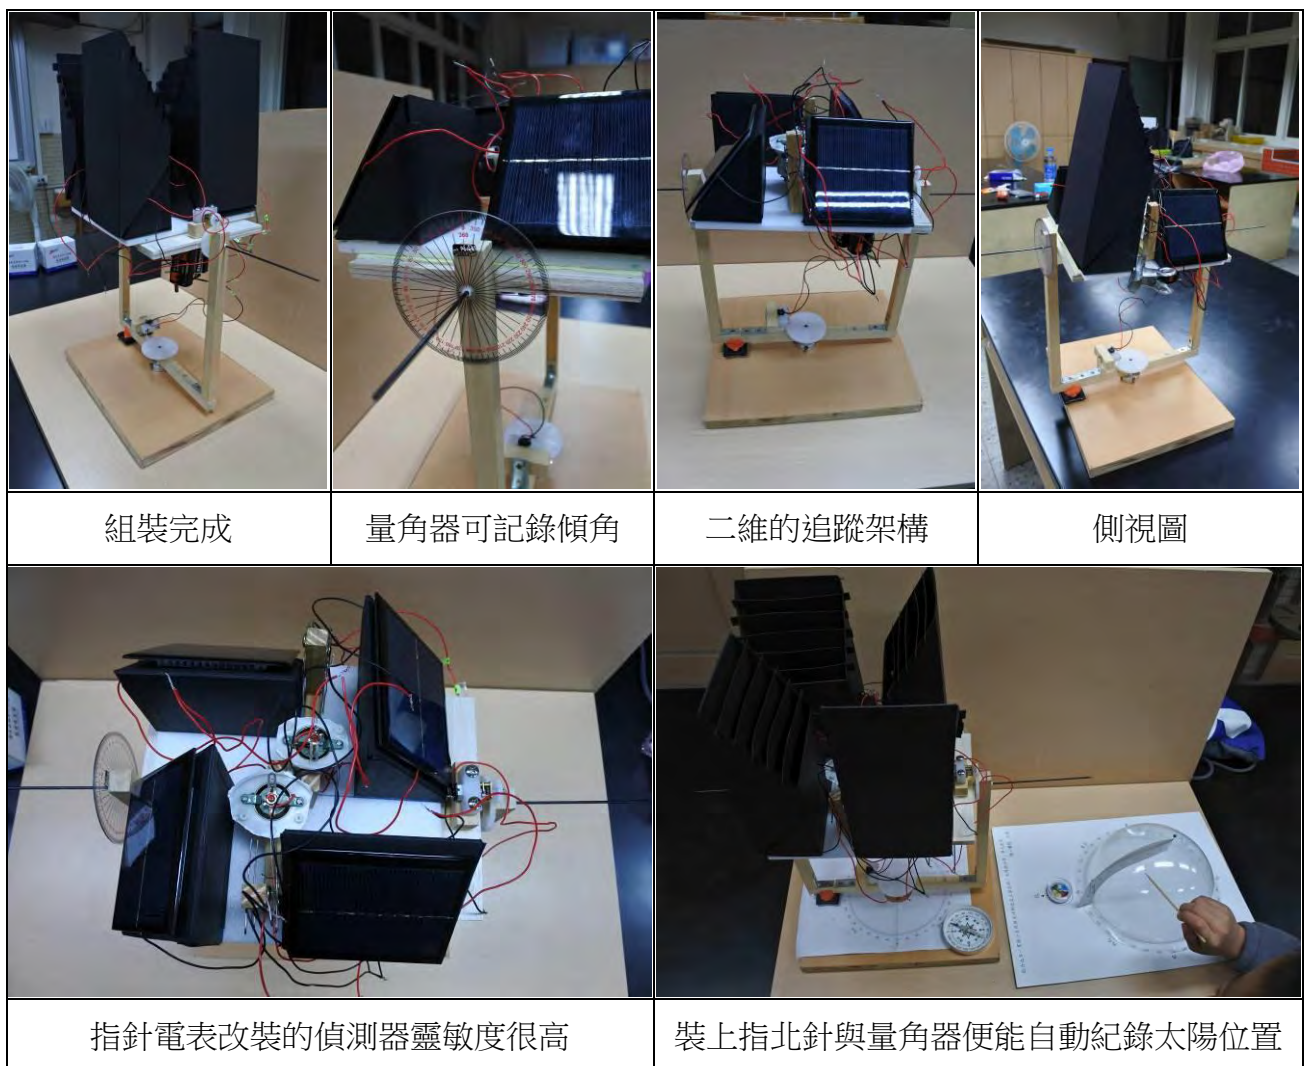 組裝完成
量角器可記錄傾角
二維的追蹤架構
側視圖
指針電表改裝的偵測器靈敏度很高
裝上指北針與量角器便能自動紀錄太陽位置